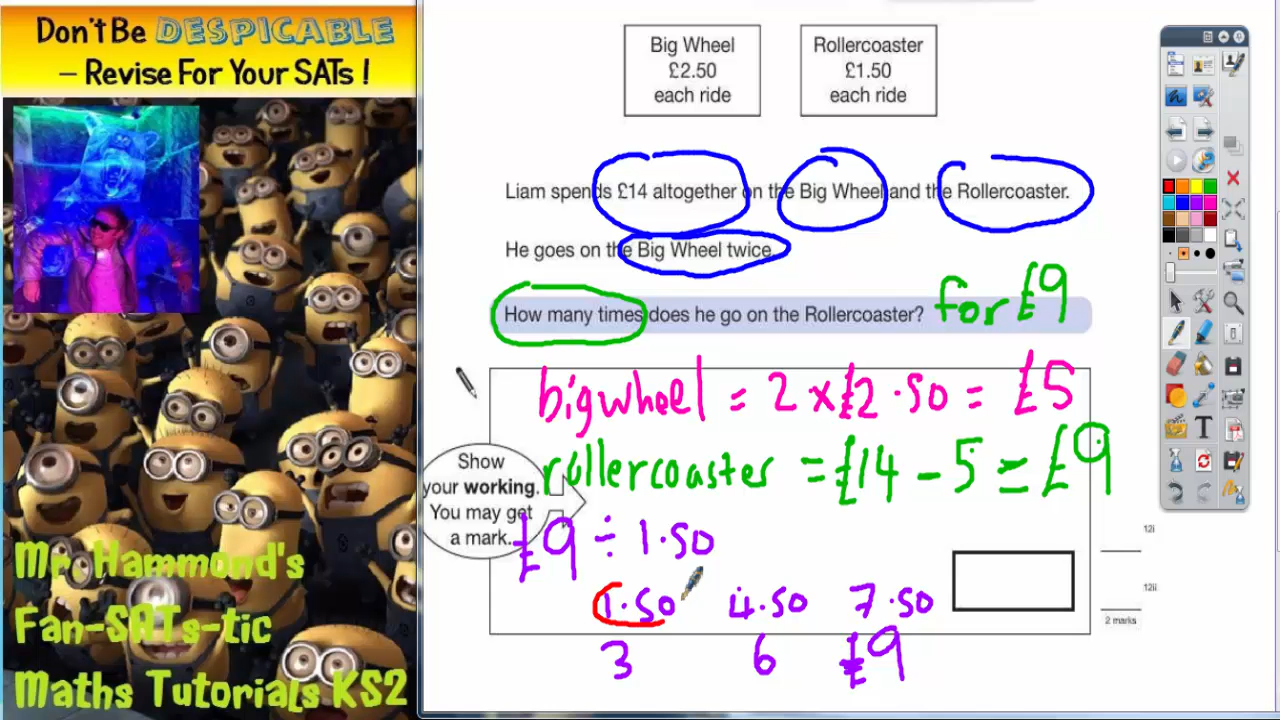 Don't Be DESPICABLE
– Revise For Your SATs !
Mr. Hammond's
Fan-SATs-tic
Maths Tutorials KS2
Big Wheel
£2.50
each ride
Rollercoaster
£1.50
each ride
Liam spends £14 altogether on the Big Wheel and the Rollercoaster.
He goes on the Big Wheel twice.
How many times does he go on the Rollercoaster? for £9
big wheel = 2 x £2.50 = £5
rollercoaster = £14 - 5 = £9
Show
your working.
You may get
a mark.
£9 ÷ 1.50
1.50 4.50 7.50
3 6 £9
12i
12ii
2 marks